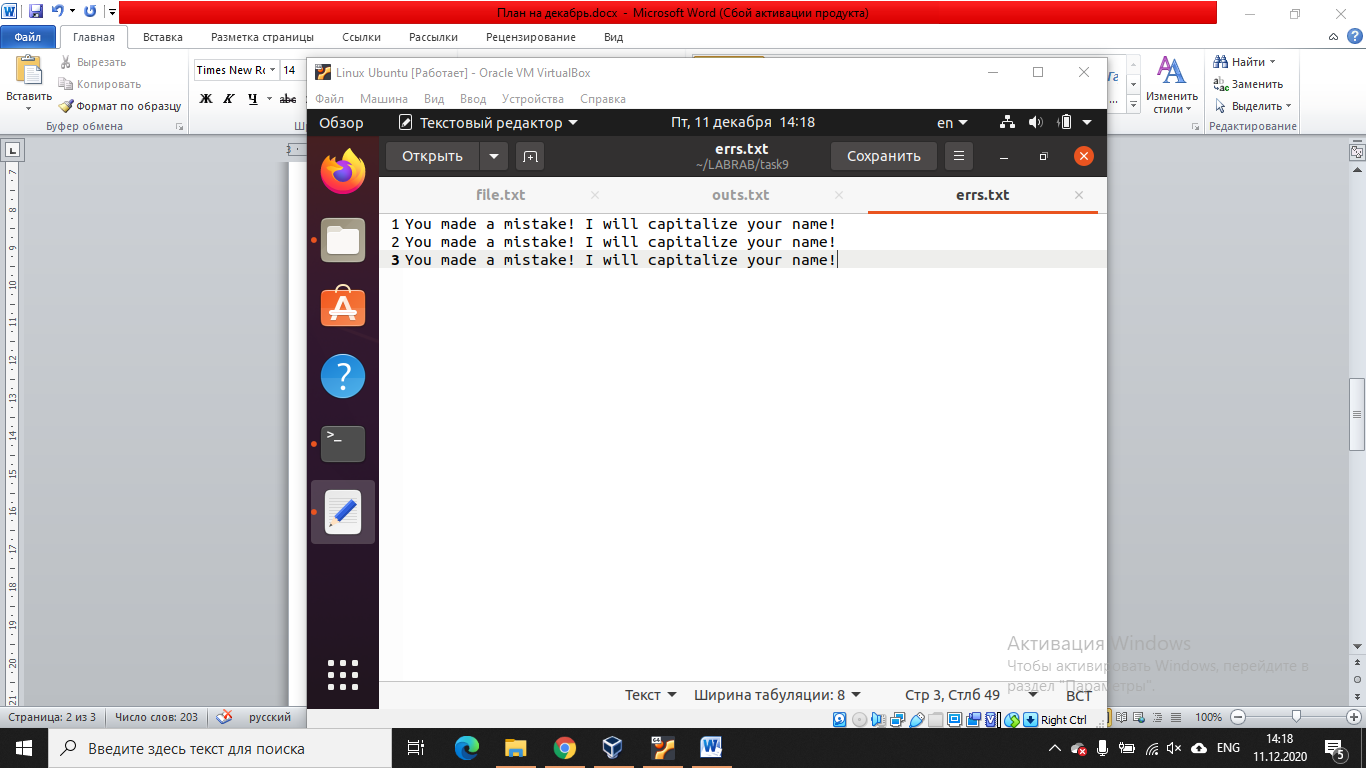 План на декабрь.docx - Microsoft Word (Сбой активации продукта)
Файл Главная Вставка Разметка страницы Ссылки Рассылки Рецензирование Вид
Вставить
Вырезать
Копировать
Формат по образцу
Буфер обмена
Times New Ro 14
Ж К Ч abc
Изменить стили
Найти
Заменить
Выделить
Редактирование
Linux Ubuntu [Работает] - Oracle VM VirtualBox
Файл Машина Вид Ввод Устройства Справка
Обзор Текстовый редактор Пт, 11 декабря 14:18 en
Открыть errs.txt Сохранить
~/LABRAB/task9
file.txt outs.txt errs.txt
1 You made a mistake! I will capitalize your name!
2 You made a mistake! I will capitalize your name!
3 You made a mistake! I will capitalize your name!
Активация Windows
Чтобы активировать Windows, перейдите в
раздел "Параметры".
Текст Ширина табуляции: 8 Стр 3, Стлб 49 ВСТ
Right Ctrl
Страница: 2 из 3 Число слов: 203 русский 100%
Введите здесь текст для поиска
ENG 14:18
11.12.2020
5